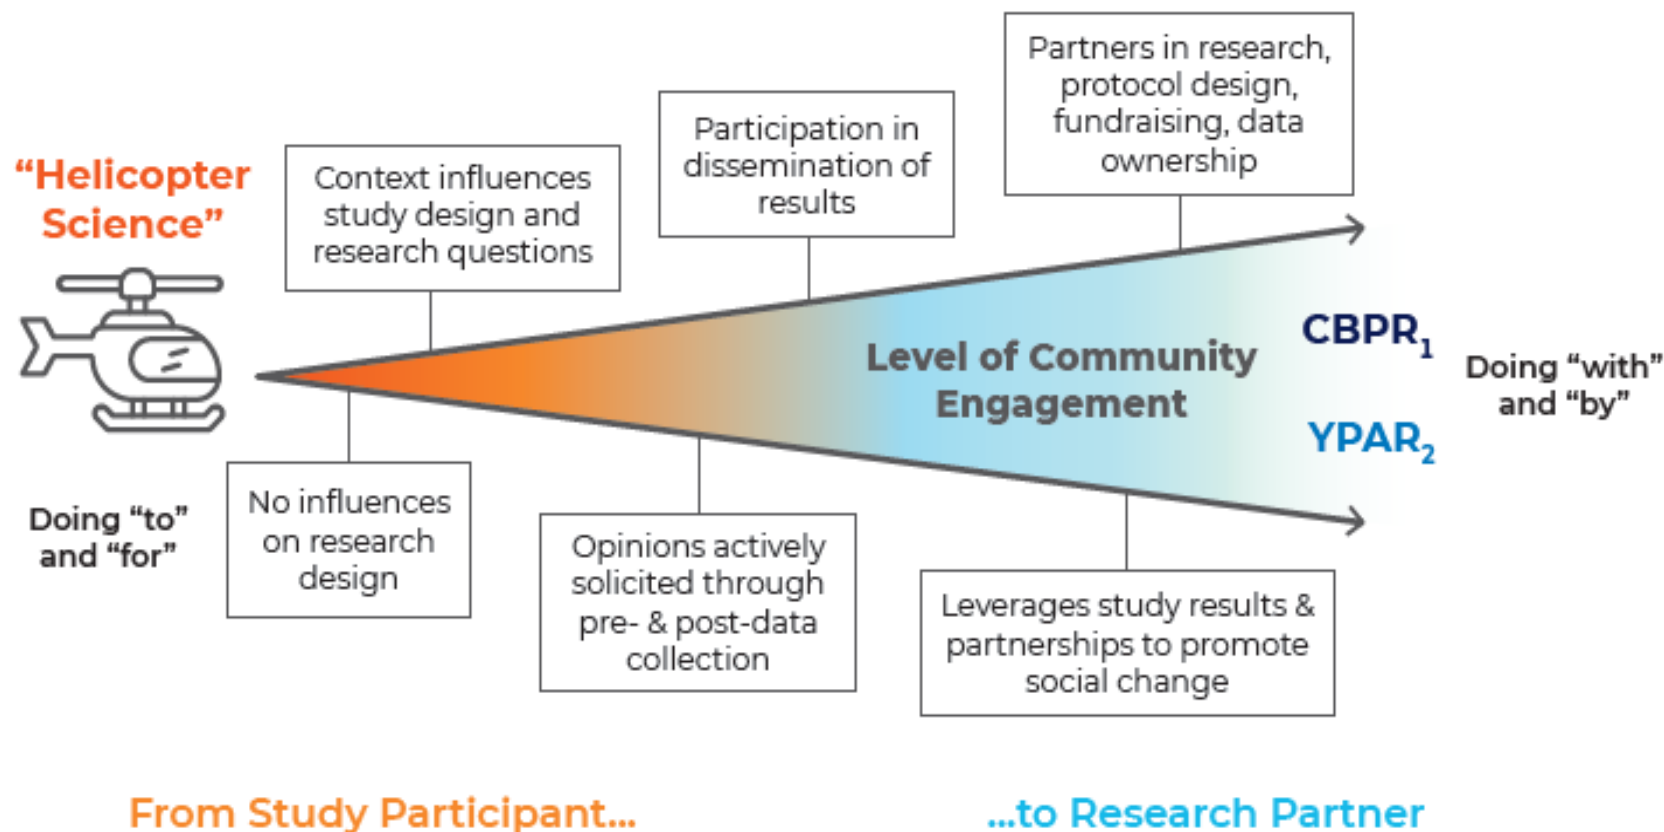 “Helicopter
Science”
Doing “to”
and “for”
Context influences
study design and
research questions
No influences
on research
design
Participation in
dissemination of
results
Opinions actively
solicited through
pre- & post-data
collection
Partners in research,
protocol design,
fundraising, data
ownership
Leverages study results &
partnerships to promote
social change
Level of Community
Engagement
CBPR1
YPAR2
Doing “with”
and “by”
From Study Participant...
...to Research Partner